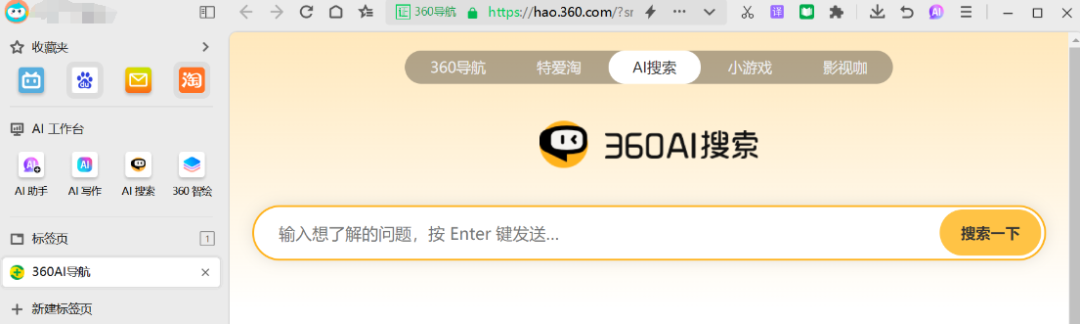 证 360导航 https://hao.360.com/?sr
译
收藏夹
淘
AI 工作台
AI 助手 AI 写作 AI 搜索 360 智绘
标签页 1
360AI导航
新建标签页
360导航 特爱淘 AI搜索 小游戏 影视咖
360AI搜索
输入想了解的问题，按 Enter 键发送... 搜索一下